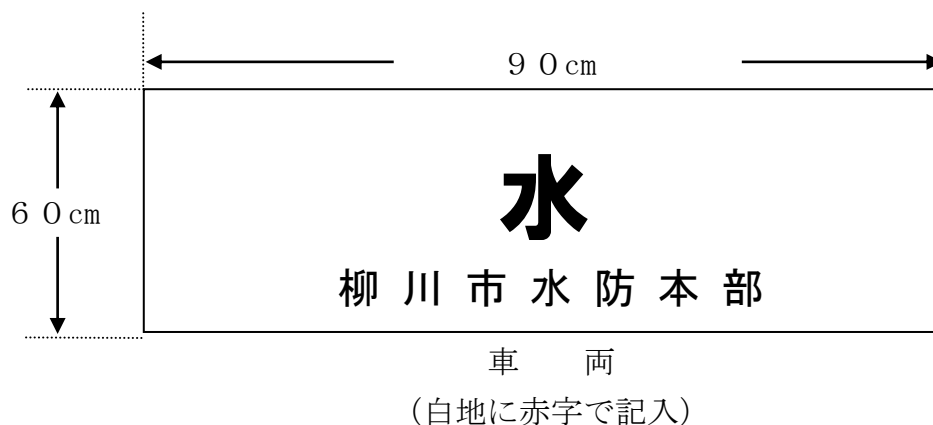 ９０㎝
水
６０㎝
柳川市水防本部
車　　両
（白地に赤字で記入）